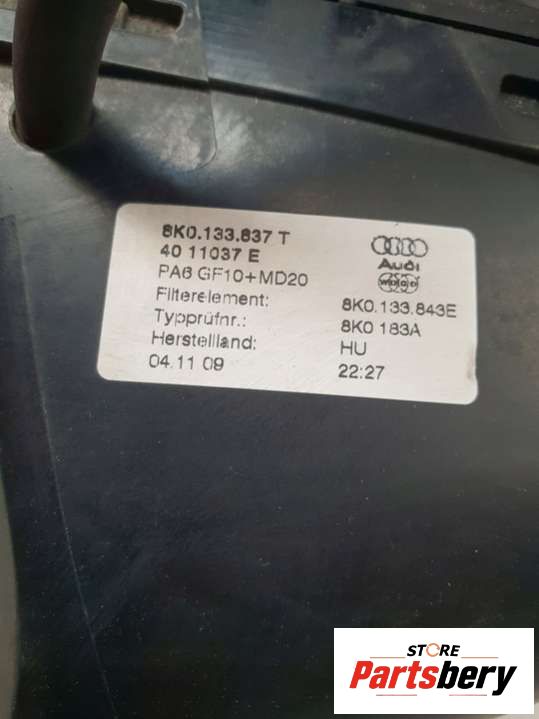 8K0.133.837 T
40 11037 E
Audi
PA6 GF10+MD20
Filterelement: 8K0.133.843E
Typprüfnr.: 8K0 183A
Herstellland: HU
04.11 09 22:27
STORE
Partsbery